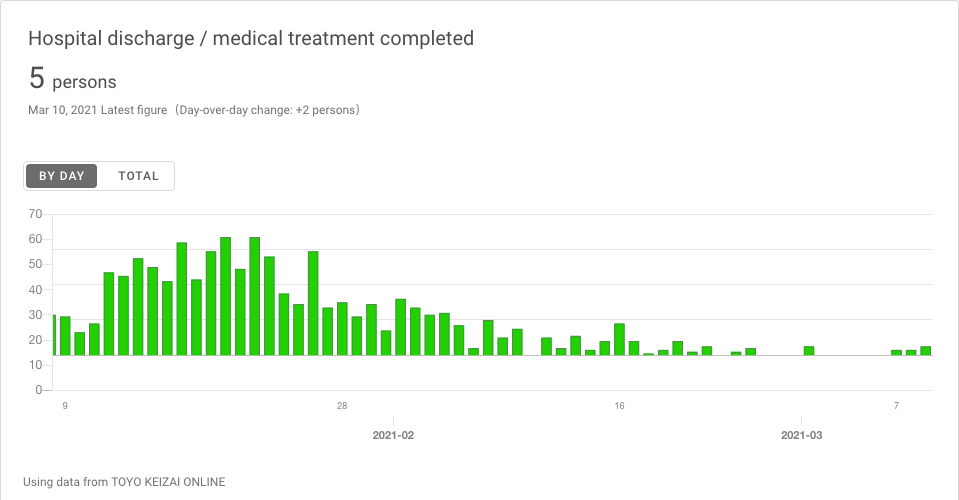 Hospital discharge / medical treatment completed
5 persons
Mar 10, 2021 Latest figure（Day-over-day change: +2 persons）
BY DAY TOTAL
70
60
50
40
30
20
10
0
9 28 16 7
2021-02 2021-03
Using data from TOYO KEIZAI ONLINE